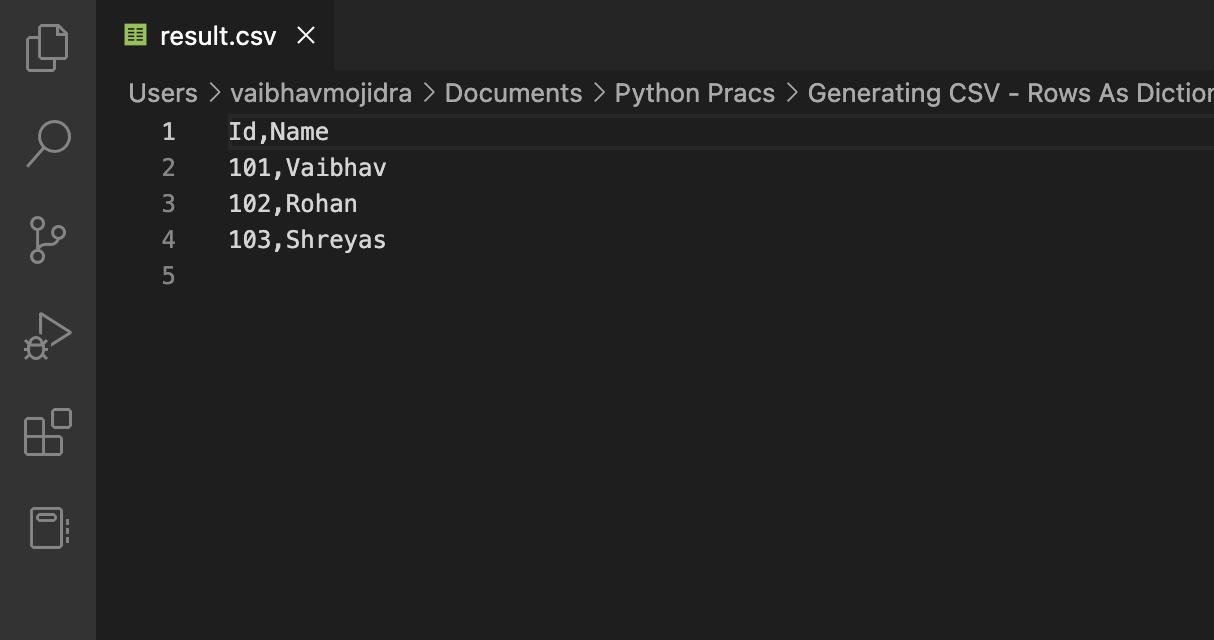 result.csv
Users > vaibhavmojidra > Documents > Python Pracs > Generating CSV - Rows As Diction
1 Id,Name
2 101,Vaibhav
3 102,Rohan
4 103,Shreyas
5